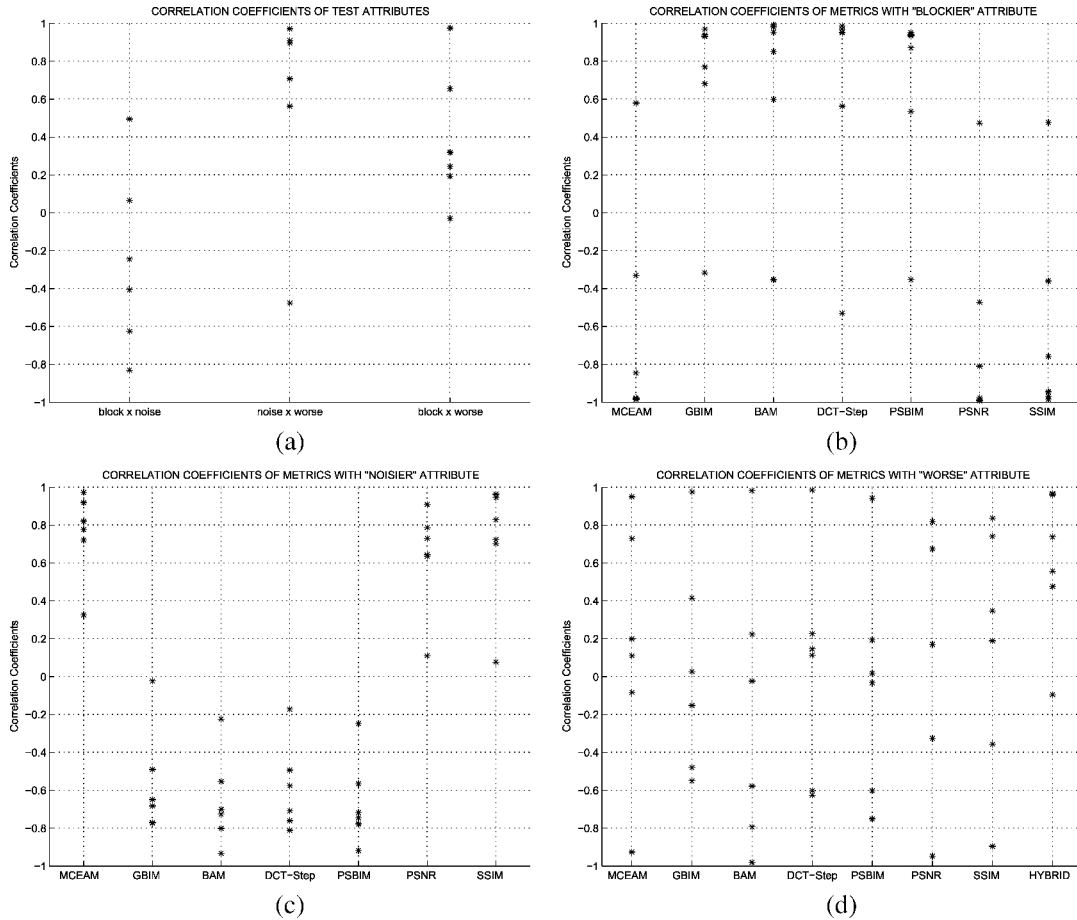 CORRELATION COEFFICIENTS OF TEST ATTRIBUTES
1
0.8
0.6
0.4
0.2
0
−0.2
−0.4
−0.6
−0.8
−1
Correlation Coefficients
block x noise noise x worse block x worse
(a)
CORRELATION COEFFICIENTS OF METRICS WITH "BLOCKIER" ATTRIBUTE
1
0.8
0.6
0.4
0.2
0
−0.2
−0.4
−0.6
−0.8
−1
Correlation Coefficients
MCEAM GBIM BAM DCT−Step PSBIM PSNR SSIM
(b)
CORRELATION COEFFICIENTS OF METRICS WITH "NOISIER" ATTRIBUTE
1
0.8
0.6
0.4
0.2
0
−0.2
−0.4
−0.6
−0.8
−1
Correlation Coefficients
MCEAM GBIM BAM DCT−Step PSBIM PSNR SSIM
(c)
CORRELATION COEFFICIENTS OF METRICS WITH "WORSE" ATTRIBUTE
1
0.8
0.6
0.4
0.2
0
−0.2
−0.4
−0.6
−0.8
−1
Correlation Coefficients
MCEAM GBIM BAM DCT−Step PSBIM PSNR SSIM HYBRID
(d)